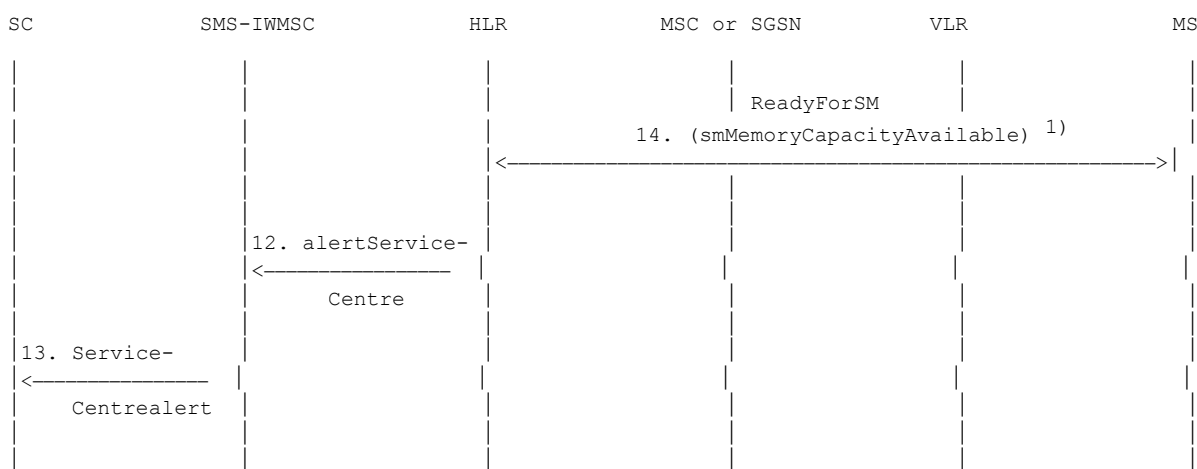 SC SMS-IWMSC HLR MSC or SGSN VLR MS
ReadyForSM
14. (smMemoryCapacityAvailable) 1)
12. alertService-
Centre
13. Service-
Centrealert